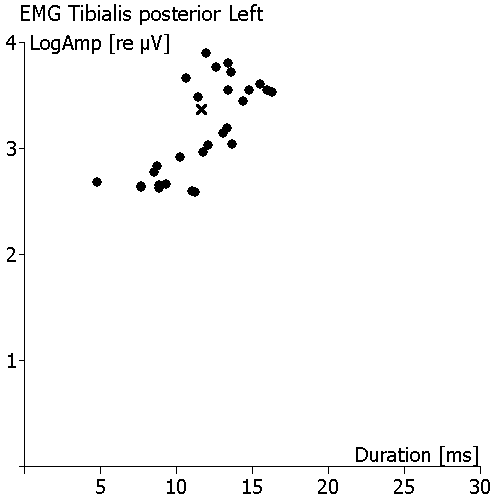 EMG Tibialis posterior Left
4
LogAmp [re µV]
3
2
1
Duration [ms]
5 10 15 20 25 30